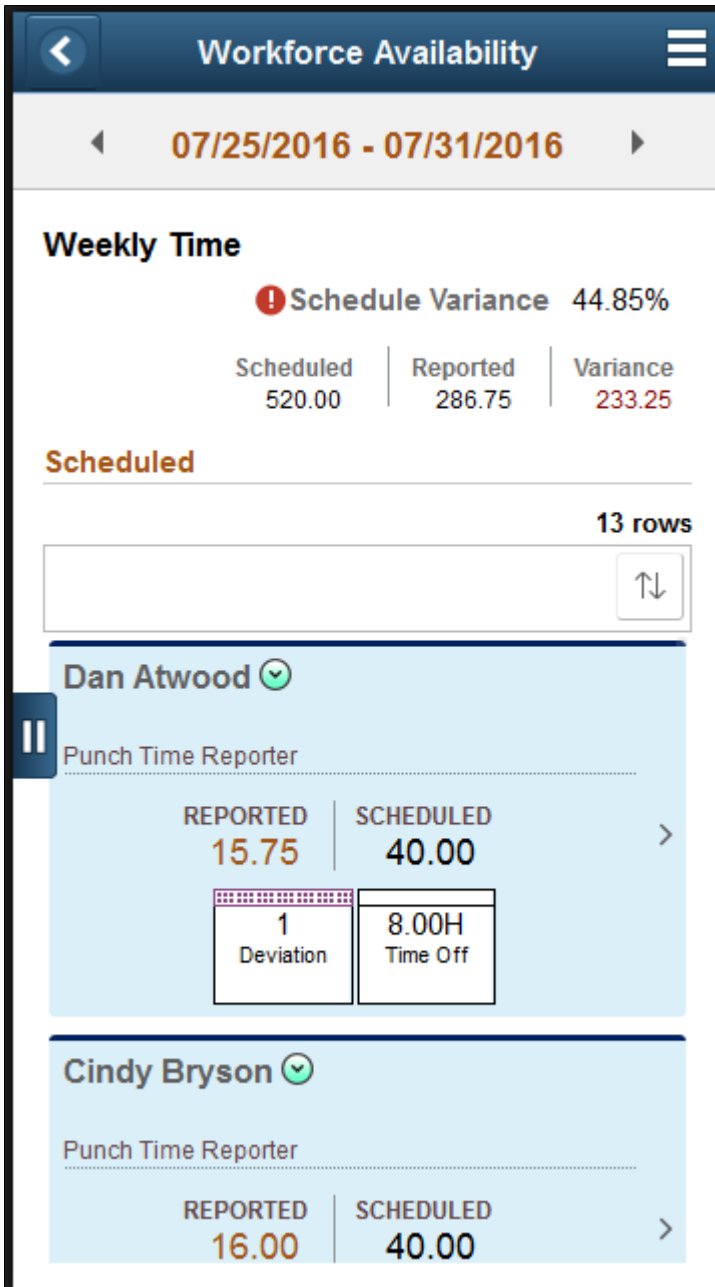 Workforce Availability
07/25/2016 - 07/31/2016
Weekly Time
Schedule Variance 44.85%
Scheduled Reported Variance
520.00 286.75 233.25
Scheduled
13 rows
Dan Atwood
Punch Time Reporter
REPORTED SCHEDULED
15.75 40.00
1 8.00H
Deviation Time Off
Cindy Bryson
Punch Time Reporter
REPORTED SCHEDULED
16.00 40.00